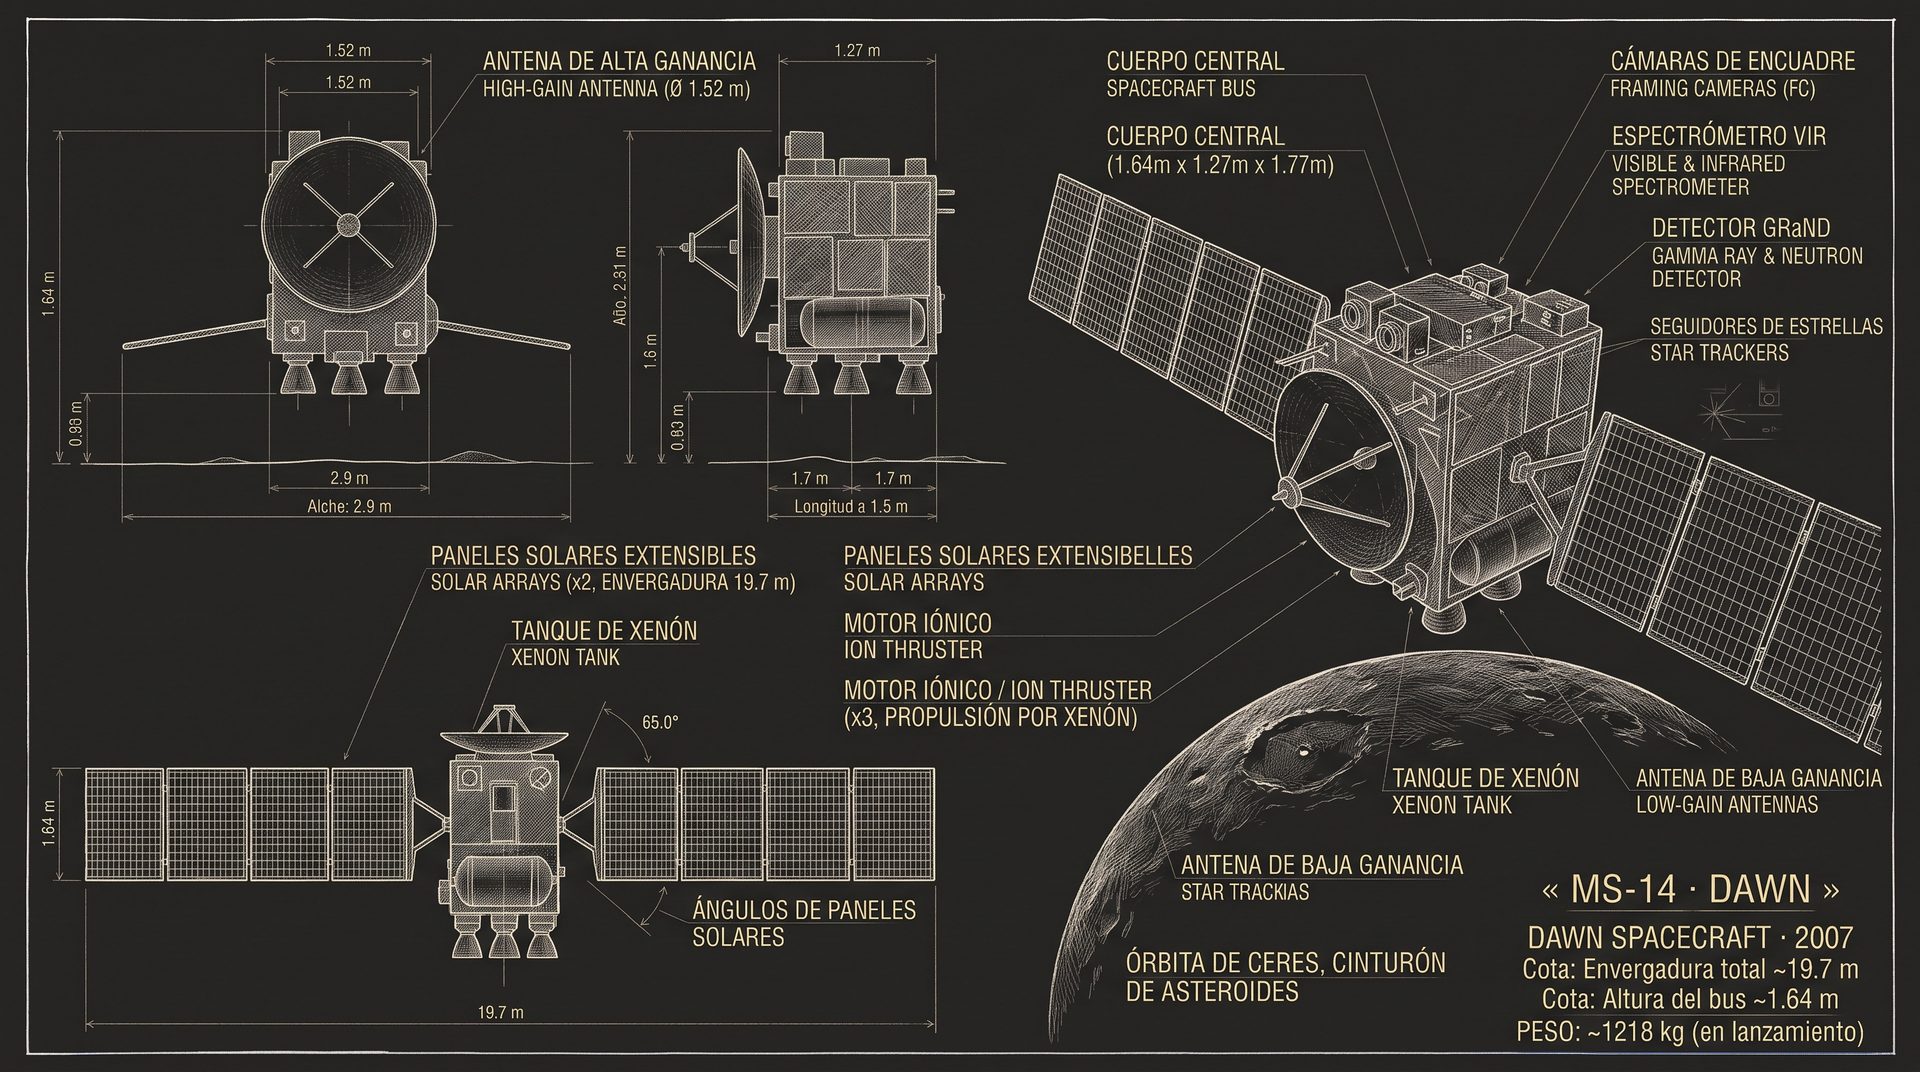 1.52 m
1.52 m
ANTENA DE ALTA GANANCIA
HIGH-GAIN ANTENNA (Ø 1.52 m)
1.64 m
0.98 m
2.9 m
Alche: 2.9 m
1.27 m
Año. 2.81 m
1.6 m
0.83 m
1.7 m
1.7 m
Longitud a 1.5 m
CUERPO CENTRAL
SPACECRAFT BUS
CUERPO CENTRAL
(1.64m x 1.27m x 1.77m)
CÁMARAS DE ENCUADRE
FRAMING CAMERAS (FC)
ESPECTRÓMETRO VIR
VISIBLE & INFRARED
SPECTROMETER
DETECTOR GRaND
GAMMA RAY & NEUTRON
DETECTOR
SEGUIDORES DE ESTRELLAS
STAR TRACKERS
PANELES SOLARES EXTENSIBLES
SOLAR ARRAYS (x2, ENVERGADURA 19.7 m)
TANQUE DE XENÓN
XENON TANK
65.0°
1.64 m
ÁNGULOS DE PANELES
SOLARES
19.7 m
PANELES SOLARES EXTENSIBELLES
SOLAR ARRAYS
MOTOR IÓNICO
ION THRUSTER
MOTOR IÓNICO / ION THRUSTER
(x3, PROPULSIÓN POR XENÓN)
TANQUE DE XENÓN
XENON TANK
ANTENA DE BAJA GANANCIA
LOW-GAIN ANTENNAS
ANTENA DE BAJA GANANCIA
STAR TRACKIAS
ÓRBITA DE CERES, CINTURÓN
DE ASTEROIDES
« MS-14 · DAWN »
DAWN SPACECRAFT · 2007
Cota: Envergadura total ~19.7 m
Cota: Altura del bus ~1.64 m
PESO: ~1218 kg (en lanzamiento)